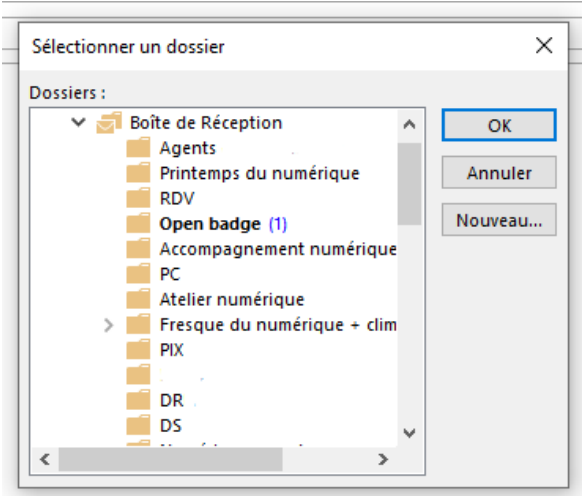 Sélectionner un dossier
Dossiers :
Boîte de Réception
OK
Agents
Printemps du numérique
Annuler
RDV
Open badge (1)
Nouveau...
Accompagnement numérique
PC
Atelier numérique
Fresque du numérique + clim
PIX
DR
DS